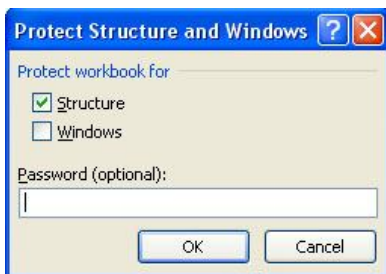 Protect Structure and Windows
Protect workbook for
Structure
Windows
Password (optional):
OK Cancel